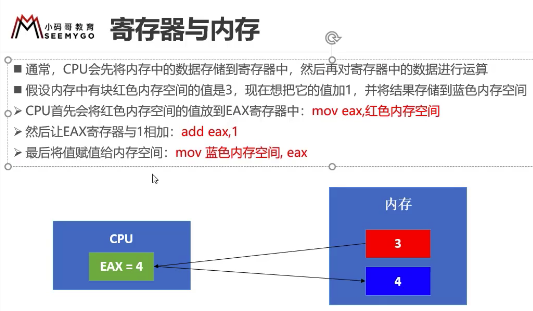 小码哥教育
SEEMYGO
寄存器与内存
■ 通常，CPU会先将内存中的数据存储到寄存器中，然后再对寄存器中的数据进行运算
■ 假设内存中有块红色内存空间的值是3，现在想把它的值加1，并将结果存储到蓝色内存空间
➢ CPU首先会将红色内存空间的值放到EAX寄存器中：mov eax,红色内存空间
➢ 然后让EAX寄存器与1相加：add eax,1
➢ 最后将值赋值给内存空间：mov 蓝色内存空间, eax
内存
CPU
3
EAX = 4
4